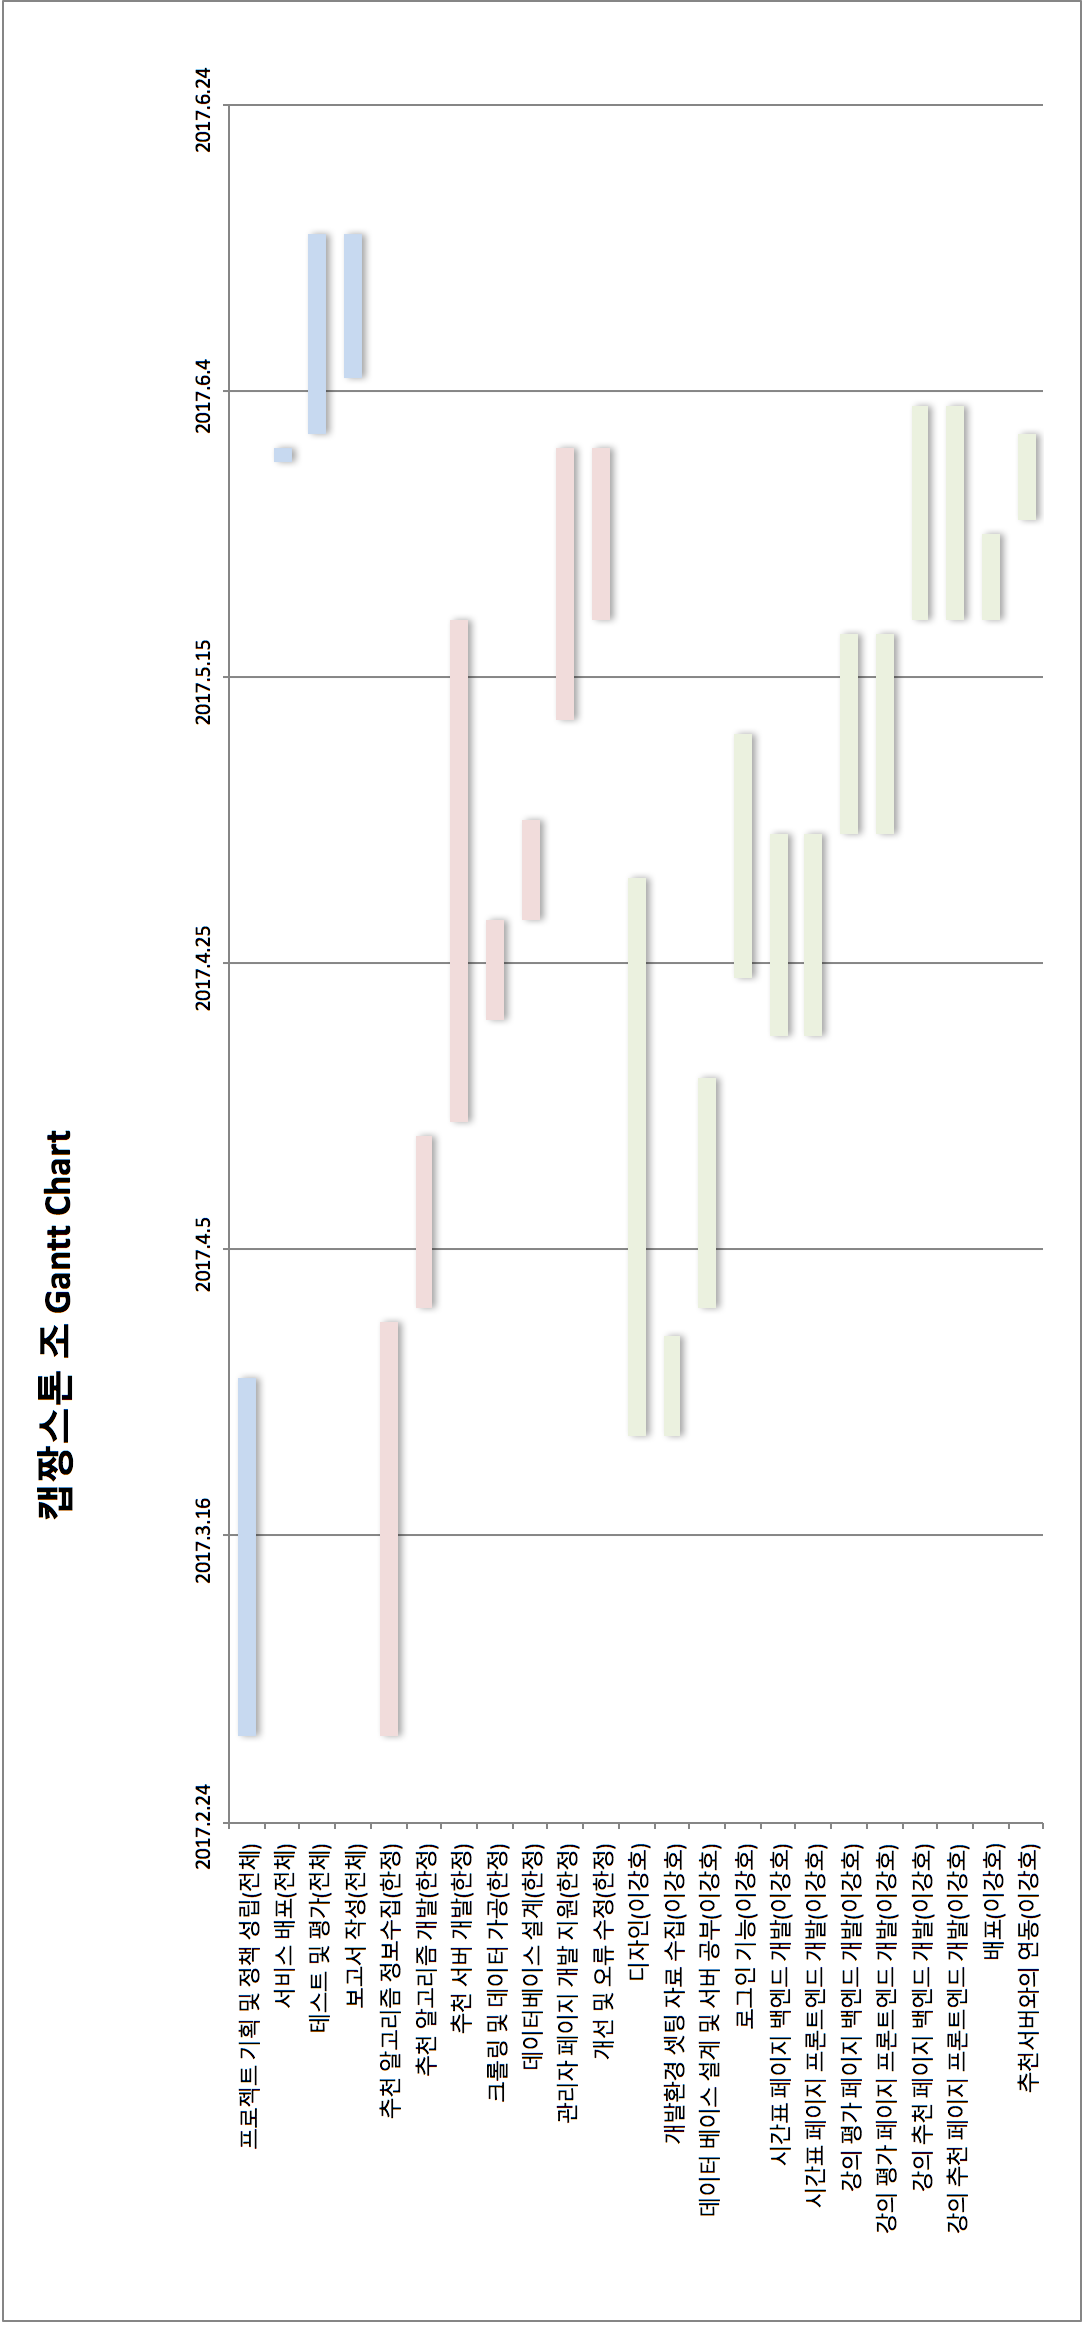 캡짱스톤 조 Gantt Chart
2017.2.24
2017.3.16
2017.4.5
2017.4.25
2017.5.15
2017.6.4
2017.6.24
프로젝트 기획 및 정책 성립(전체)
서비스 배포(전체)
테스트 및 평가(전체)
보고서 작성(전체)
추천 알고리즘 정보수집(한정)
추천 알고리즘 개발(한정)
추천 서버 개발(한정)
크롤링 및 데이터 가공(한정)
데이터베이스 설계(한정)
관리자 페이지 개발 지원(한정)
개선 및 오류 수정(한정)
디자인(이강호)
개발환경 셋팅 자료 수집(이강호)
데이터 베이스 설계 및 서버 공부(이강호)
로그인 기능(이강호)
시간표 페이지 백엔드 개발(이강호)
시간표 페이지 프론트엔드 개발(이강호)
강의 평가 페이지 백엔드 개발(이강호)
강의 평가 페이지 프론트엔드 개발(이강호)
강의 추천 페이지 백엔드 개발(이강호)
강의 추천 페이지 프론트엔드 개발(이강호)
배포(이강호)
추천서버와의 연동(이강호)